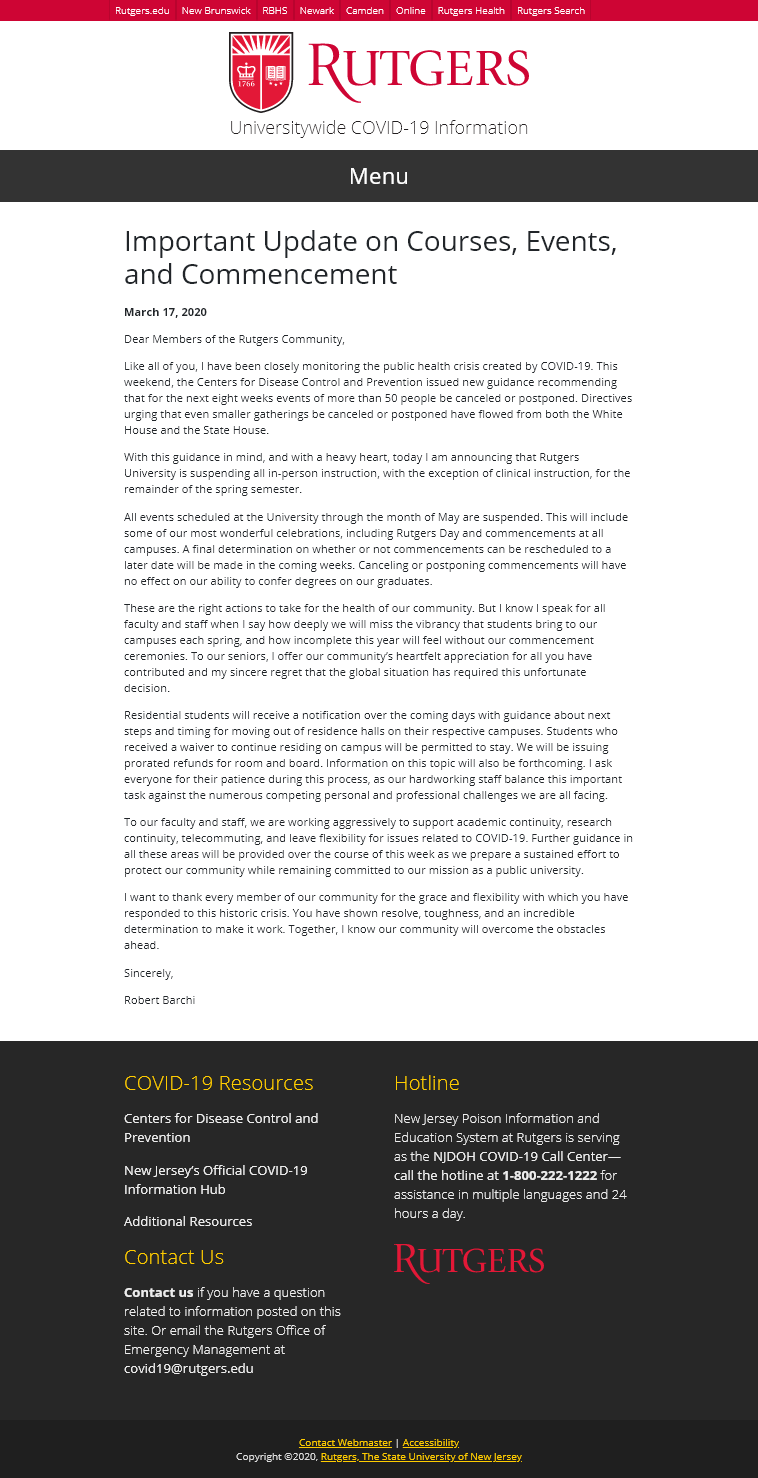 Rutgers.edu New Brunswick RBHS Newark Camden Online Rutgers Health Rutgers Search
1766
RUTGERS
Universitywide COVID-19 Information
Menu
Important Update on Courses, Events,
and Commencement
March 17, 2020
Dear Members of the Rutgers Community,
Like all of you, I have been closely monitoring the public health crisis created by COVID-19. This
weekend, the Centers for Disease Control and Prevention issued new guidance recommending
that for the next eight weeks events of more than 50 people be canceled or postponed. Directives
urging that even smaller gatherings be canceled or postponed have flowed from both the White
House and the State House.
With this guidance in mind, and with a heavy heart, today I am announcing that Rutgers
University is suspending all in-person instruction, with the exception of clinical instruction, for the
remainder of the spring semester.
All events scheduled at the University through the month of May are suspended. This will include
some of our most wonderful celebrations, including Rutgers Day and commencements at all
campuses. A final determination on whether or not commencements can be rescheduled to a
later date will be made in the coming weeks. Canceling or postponing commencements will have
no effect on our ability to confer degrees on our graduates.
These are the right actions to take for the health of our community. But I know I speak for all
faculty and staff when I say how deeply we will miss the vibrancy that students bring to our
campuses each spring, and how incomplete this year will feel without our commencement
ceremonies. To our seniors, I offer our community's heartfelt appreciation for all you have
contributed and my sincere regret that the global situation has required this unfortunate
decision.
Residential students will receive a notification over the coming days with guidance about next
steps and timing for moving out of residence halls on their respective campuses. Students who
received a waiver to continue residing on campus will be permitted to stay. We will be issuing
prorated refunds for room and board. Information on this topic will also be forthcoming. I ask
everyone for their patience during this process, as our hardworking staff balance this important
task against the numerous competing personal and professional challenges we are all facing.
To our faculty and staff, we are working aggressively to support academic continuity, research
continuity, telecommuting, and leave flexibility for issues related to COVID-19. Further guidance in
all these areas will be provided over the course of this week as we prepare a sustained effort to
protect our community while remaining committed to our mission as a public university.
I want to thank every member of our community for the grace and flexibility with which you have
responded to this historic crisis. You have shown resolve, toughness, and an incredible
determination to make it work. Together, I know our community will overcome the obstacles
ahead.
Sincerely,
Robert Barchi
COVID-19 Resources
Centers for Disease Control and
Prevention
New Jersey's Official COVID-19
Information Hub
Additional Resources
Contact Us
Contact us if you have a question
related to information posted on this
site. Or email the Rutgers Office of
Emergency Management at
covid19@rutgers.edu
Hotline
New Jersey Poison Information and
Education System at Rutgers is serving
as the NJDOH COVID-19 Call Center—
call the hotline at 1-800-222-1222 for
assistance in multiple languages and 24
hours a day.
RUTGERS
Contact Webmaster | Accessibility
Copyright ©2020, Rutgers, The State University of New Jersey